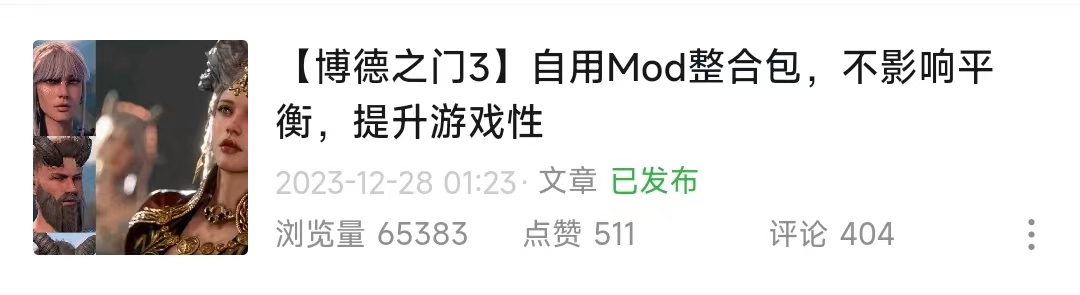 【博德之门3】自用Mod整合包，不影响平
衡，提升游戏性
2023-12-28 01:23· 文章 已发布
浏览量 65383 点赞 511 评论 404